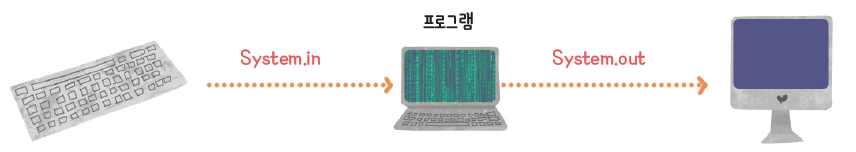 프로그램
System.in
System.out